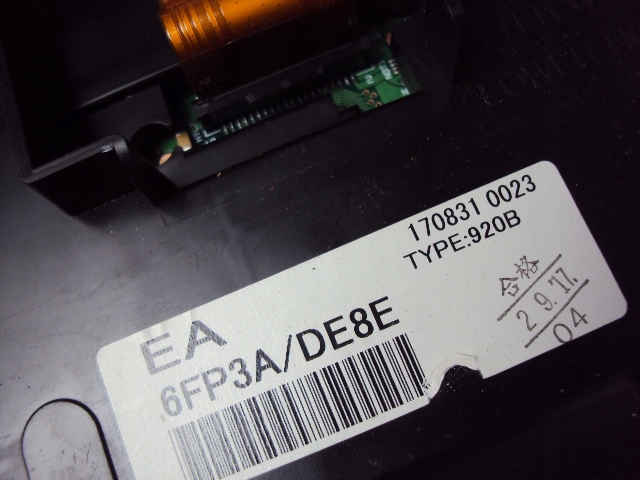 170831 0023
TYPE:920B
EA
6FP3A/DE8E
合格
2 9.17.
04